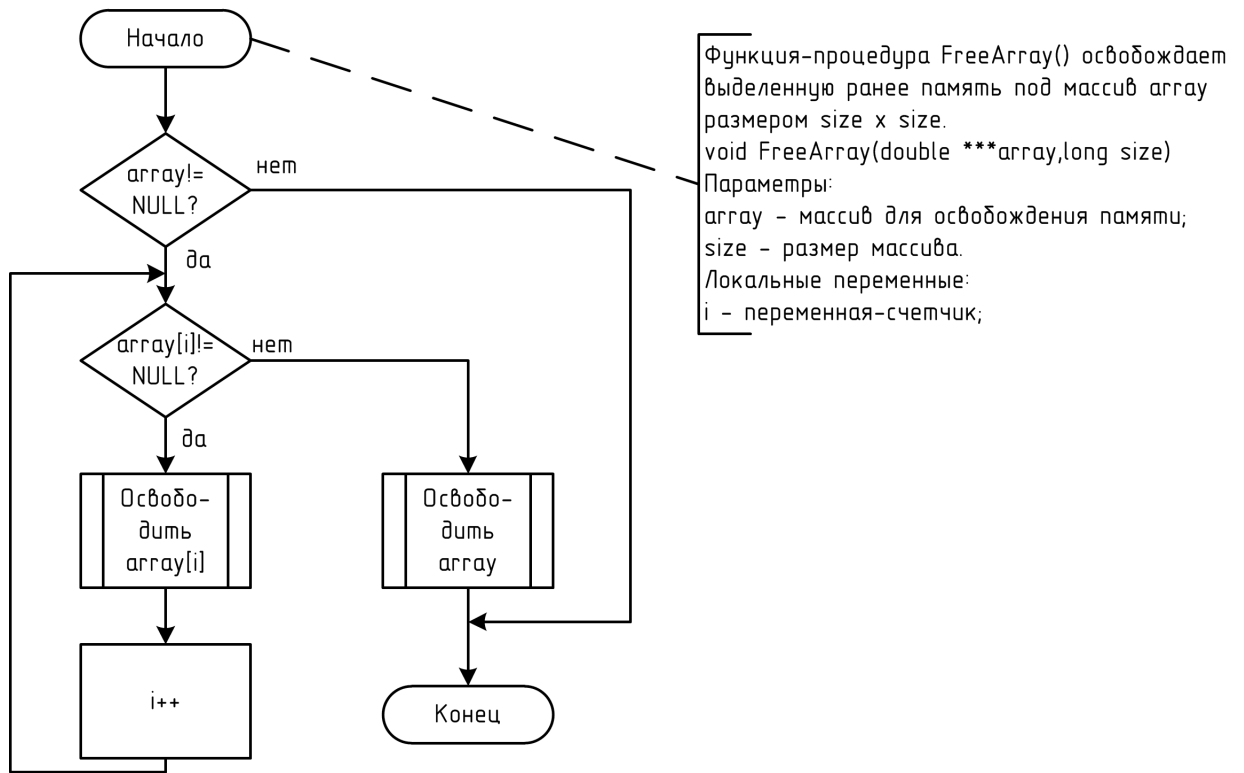 Начало
array!=
NULL?
нет
да
array[i]!=
NULL?
нет
да
Освобо-
дить
array[i]
i++
Освобо-
дить
array
Конец
Функция-процедура FreeArray() освобождает
выделенную ранее память под массив array
размером size x size.
void FreeArray(double ***array,long size)
Параметры:
array - массив для освобождения памяти;
size - размер массива.
Локальные переменные:
i - переменная-счетчик;